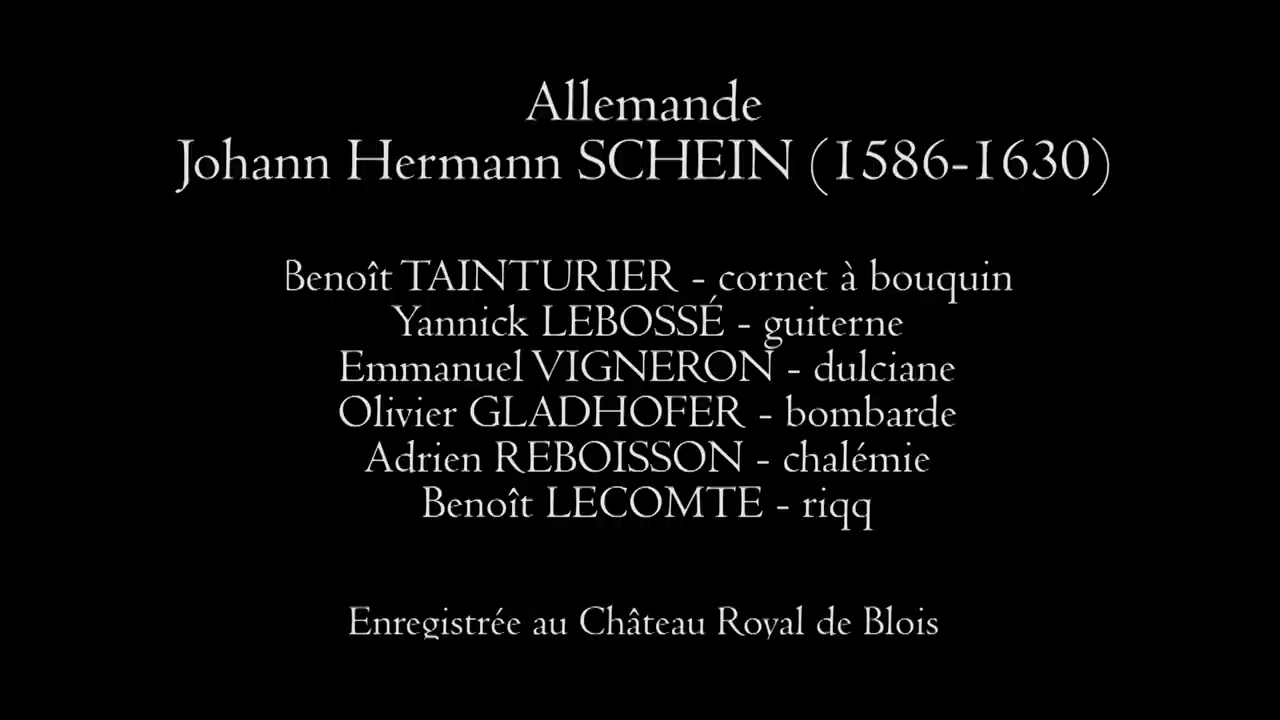 Allemande
Johann Hermann SCHEIN (1586-1630)
Benoît TAINTURIER - cornet à bouquin
Yannick LEBOSSÉ - guiterne
Emmanuel VIGNERON - dulciane
Olivier GLADHOFER - bombarde
Adrien REBOISSON - chalémie
Benoît LECOMTE - riqq
Enregistrée au Château Royal de Blois